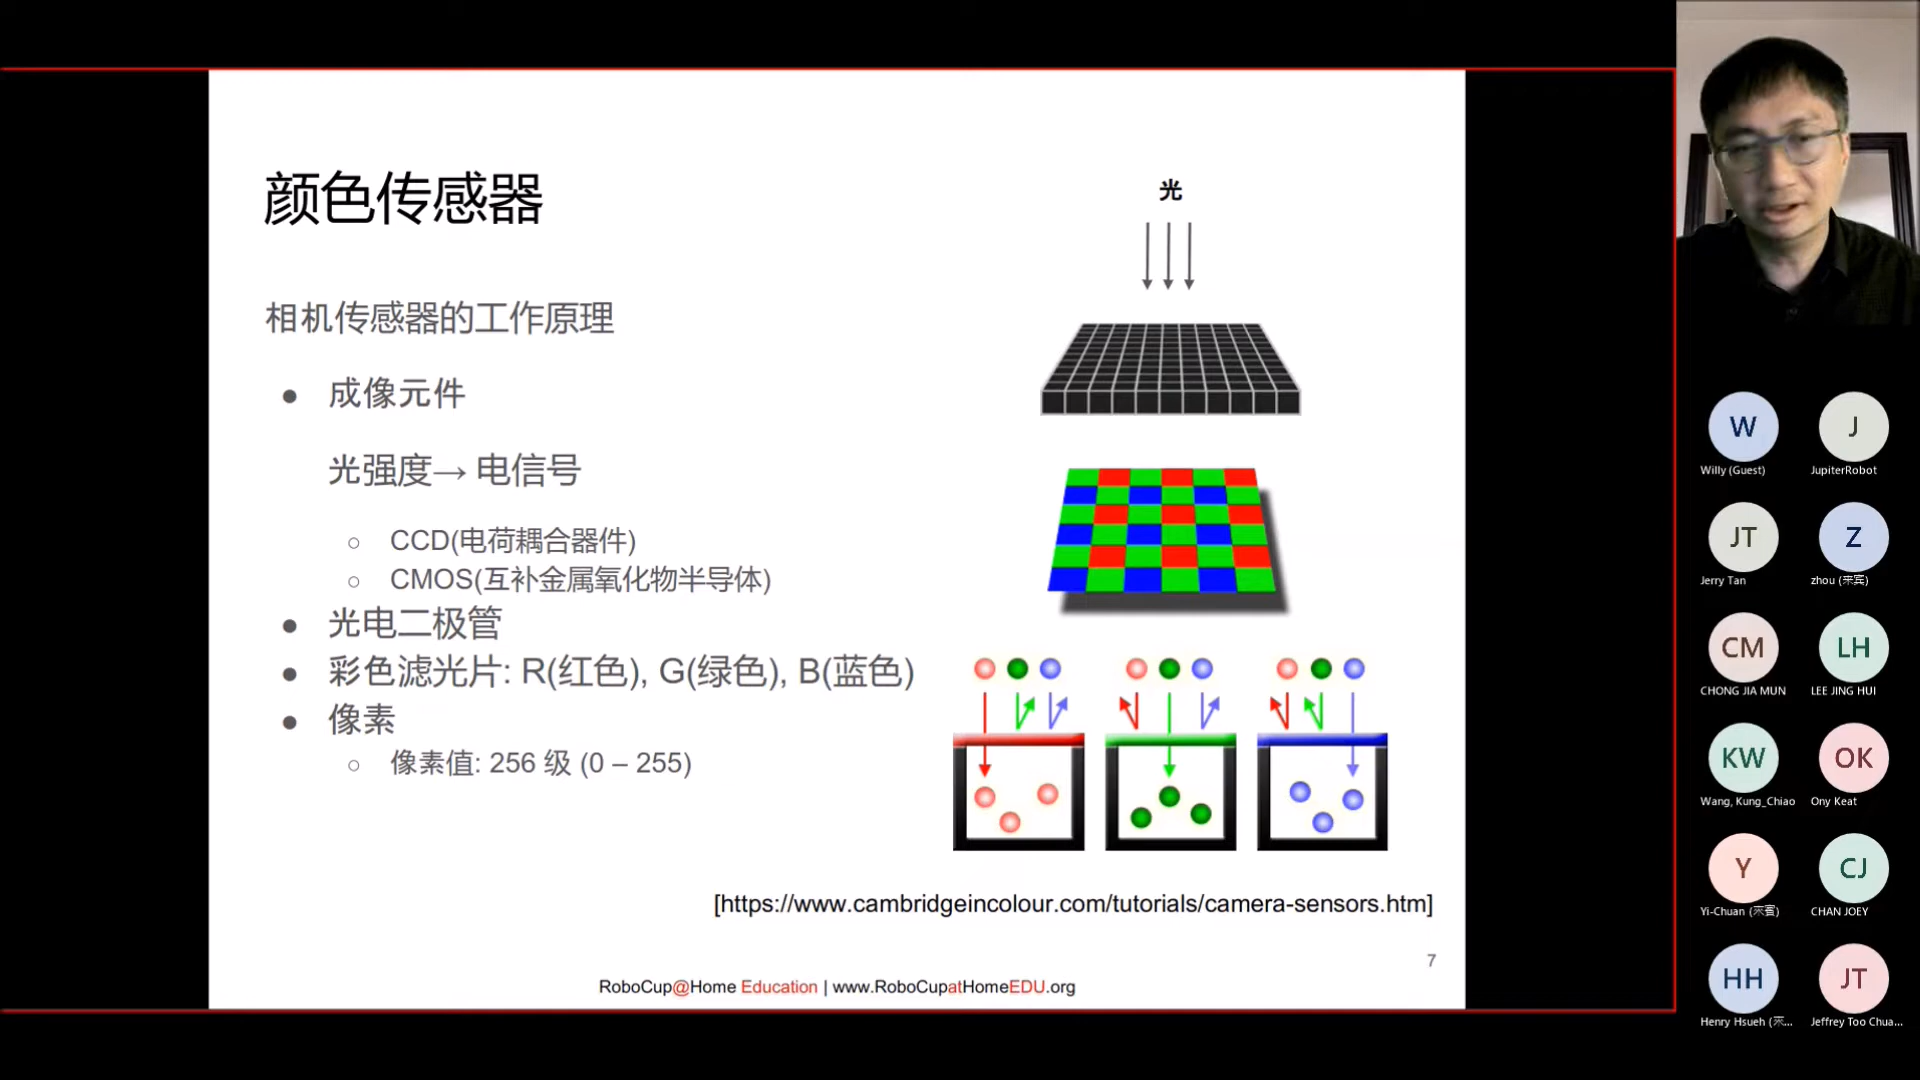 颜色传感器
光
相机传感器的工作原理
● 成像元件
光强度→ 电信号
○ CCD(电荷耦合器件)
○ CMOS(互补金属氧化物半导体)
● 光电二极管
● 彩色滤光片: R(红色), G(绿色), B(蓝色)
● 像素
○ 像素值: 256 级 (0 – 255)
[https://www.cambridgeincolour.com/tutorials/camera-sensors.htm]
7
RoboCup@Home Education | www.RoboCupatHomeEDU.org
W
Willy (Guest)
J
JupiterRobot
JT
Jerry Tan
Z
zhou (来宾)
CM
CHONG JIA MUN
LH
LEE JING HUI
KW
Wang, Kung_Chiao
OK
Ony Keat
Y
Yi-Chuan (来宾)
CJ
CHAN JOEY
HH
Henry Hsueh (来...
JT
Jeffrey Too Chua...